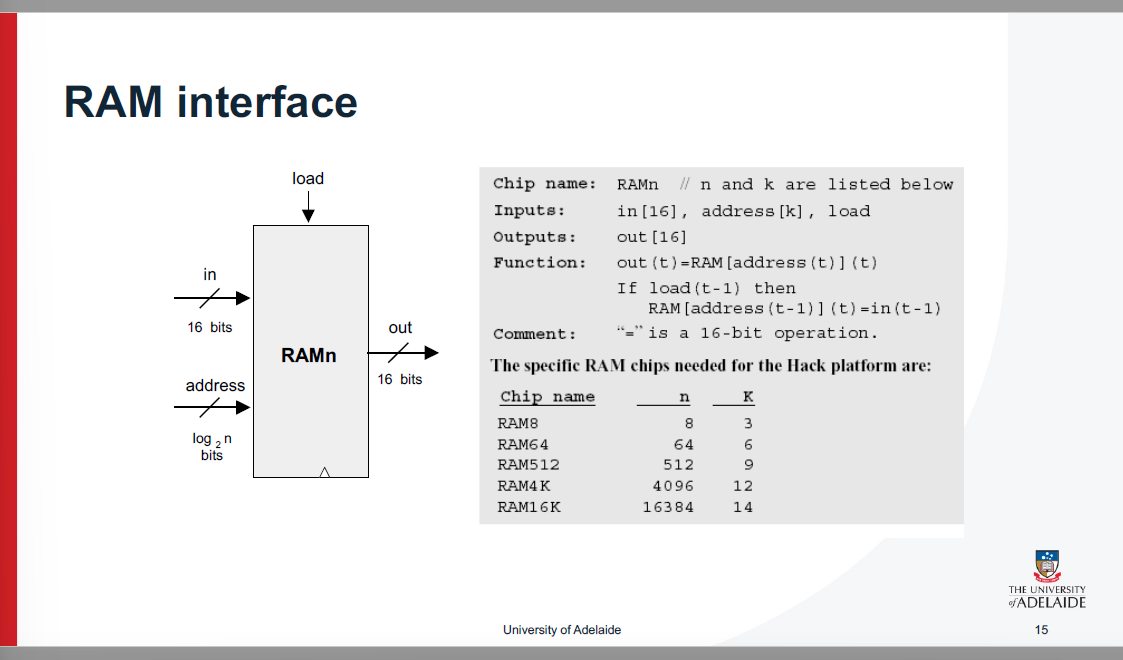 RAM interface
load
in
16 bits
address
log 2 n
bits
RAMn
out
16 bits
Chip name: RAMn // n and k are listed below
Inputs: in[16], address[k], load
Outputs: out[16]
Function: out(t)=RAM[address(t)](t)
If load(t-1) then
RAM[address(t-1)](t)=in(t-1)
Comment: “=” is a 16-bit operation.
The specific RAM chips needed for the Hack platform are:
Chip name n K
RAM8 8 3
RAM64 64 6
RAM512 512 9
RAM4K 4096 12
RAM16K 16384 14
THE UNIVERSITY
of ADELAIDE
University of Adelaide
15